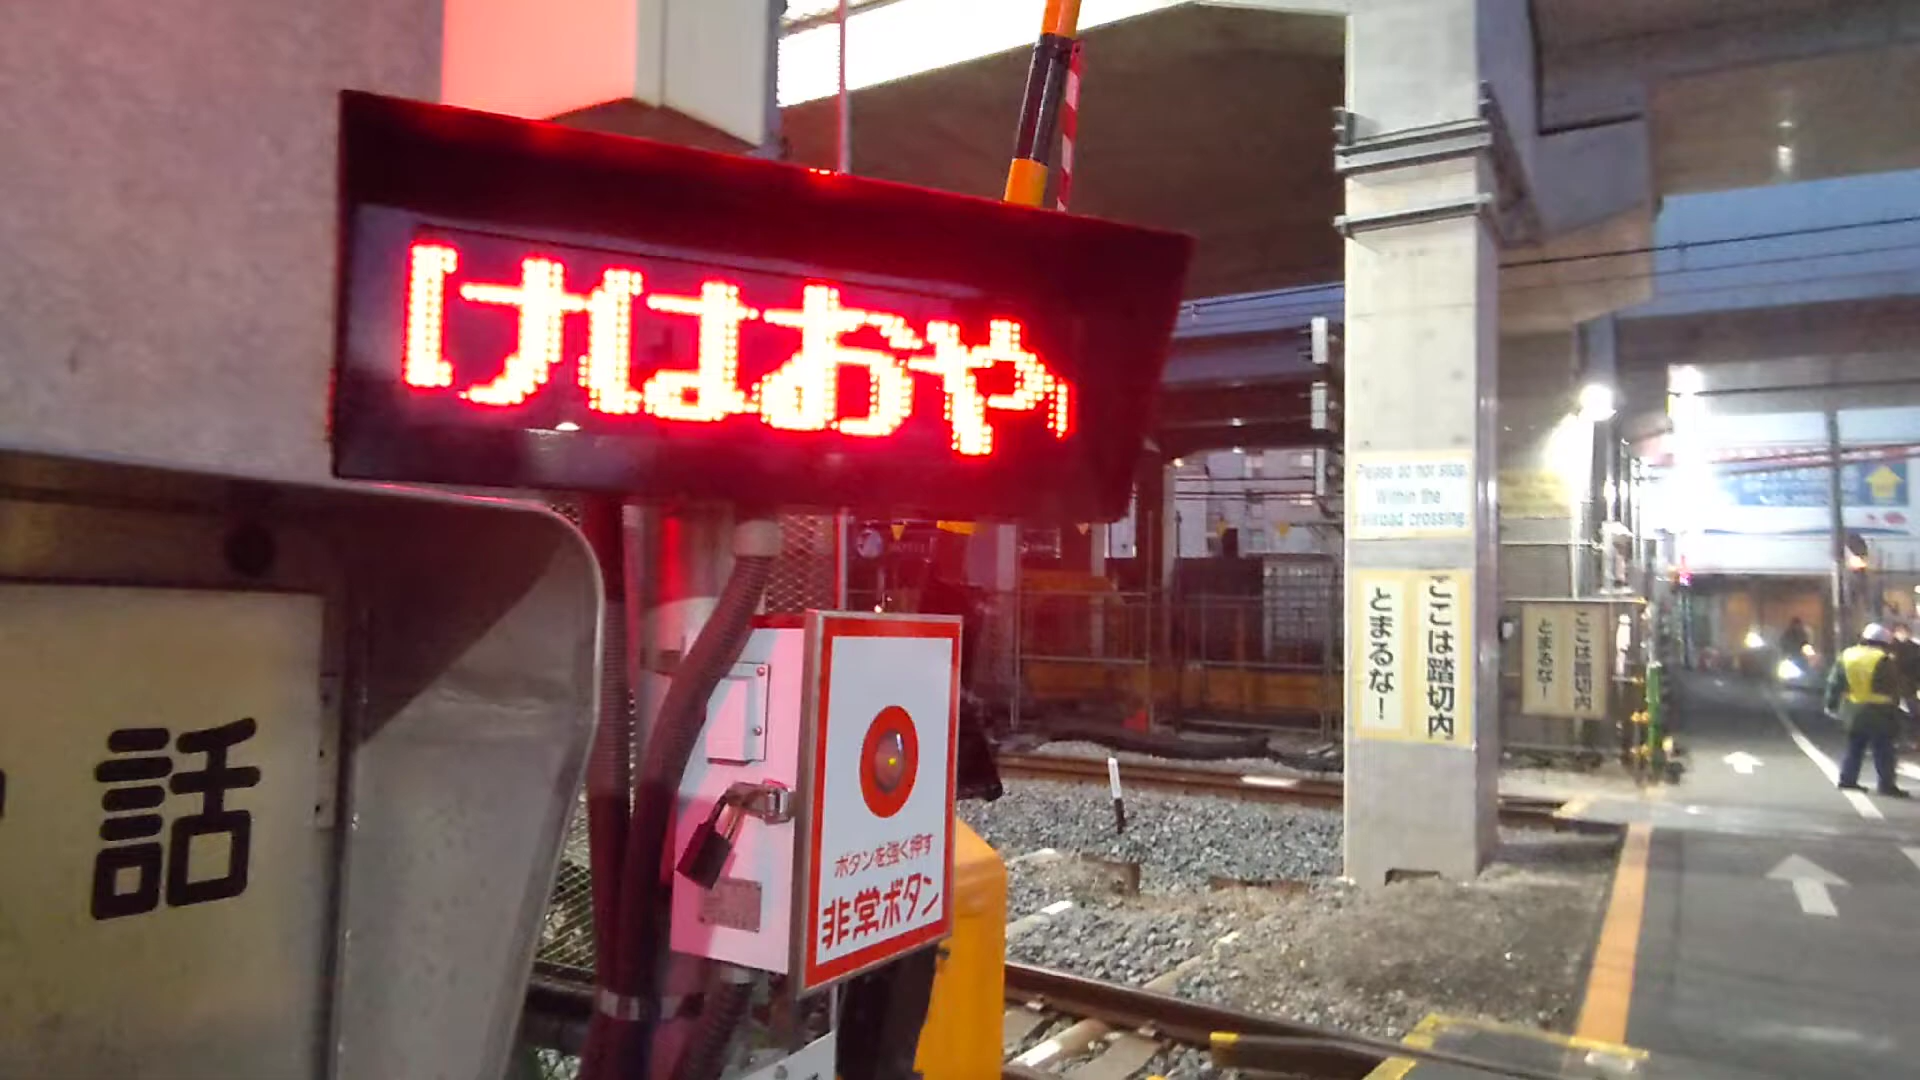 けはおや
話
ボタンを強く押す
非常ボタン
Please do not stop
Within the
railroad crossing
ここは踏切内
とまるな!
ここは踏切内
とまるな!